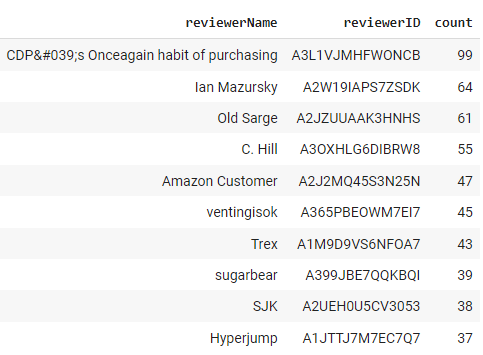 reviewerName reviewerID count
CDP&#039;s Onceagain habit of purchasing A3L1VJMHFWONCB 99
Ian Mazursky A2W19IAPS7ZSDK 64
Old Sarge A2JZUUAAK3HNHS 61
C. Hill A3OXHLG6DIBRW8 55
Amazon Customer A2J2MQ45S3N25N 47
ventingisok A365PBEOWM7EI7 45
Trex A1M9D9VS6NFOA7 43
sugarbear A399JBE7QQKBQI 39
SJK A2UEH0U5CV3053 38
Hyperjump A1JTTJ7M7EC7Q7 37